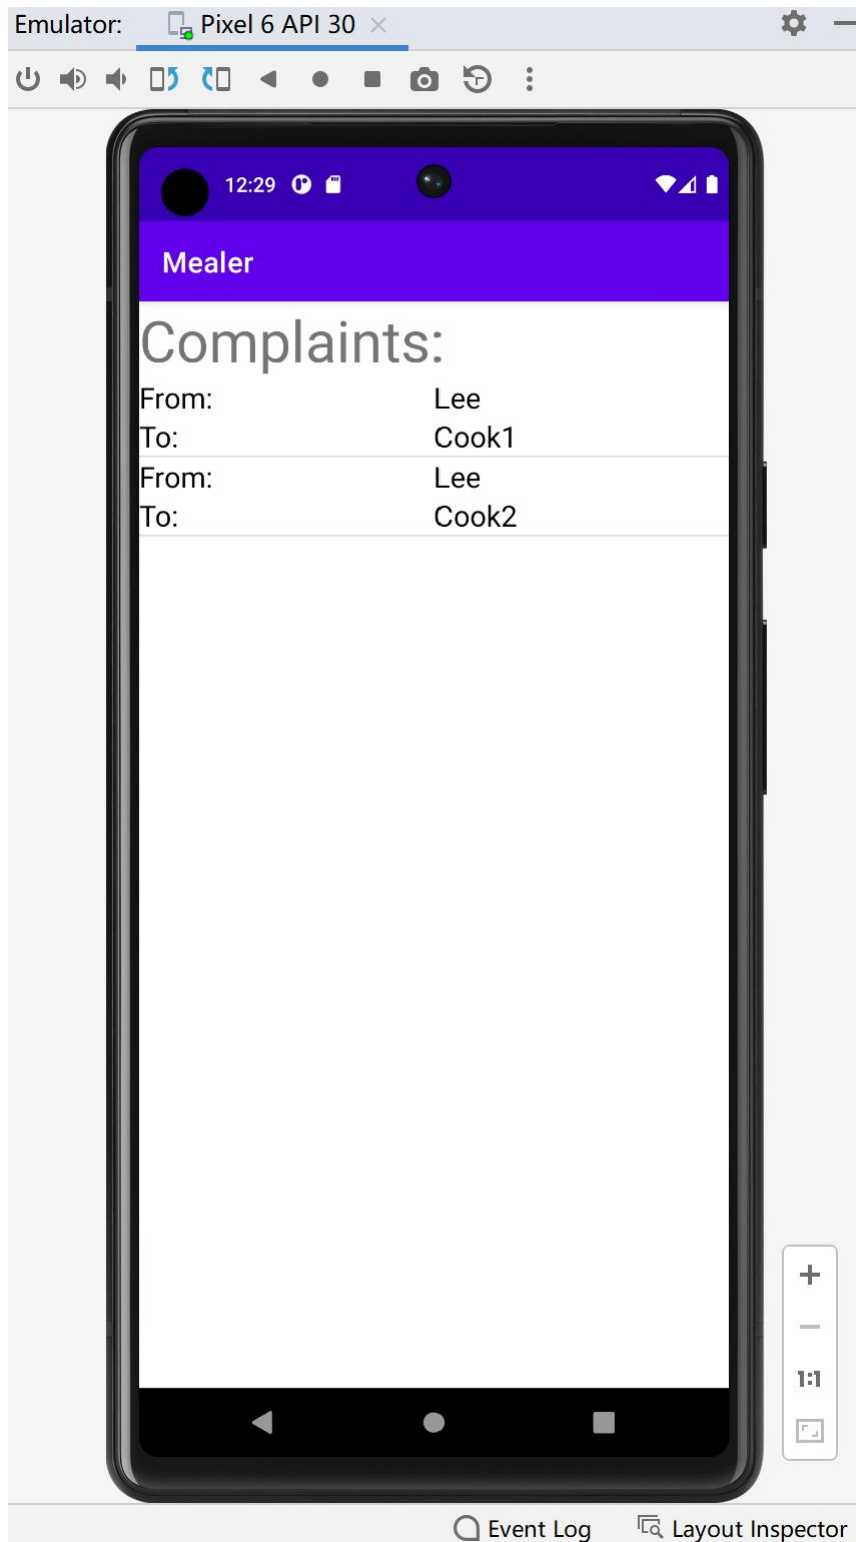 Emulator: Pixel 6 API 30
12:29
Mealer
Complaints:
From: Lee
To: Cook1
From: Lee
To: Cook2
1:1
Event Log Layout Inspector